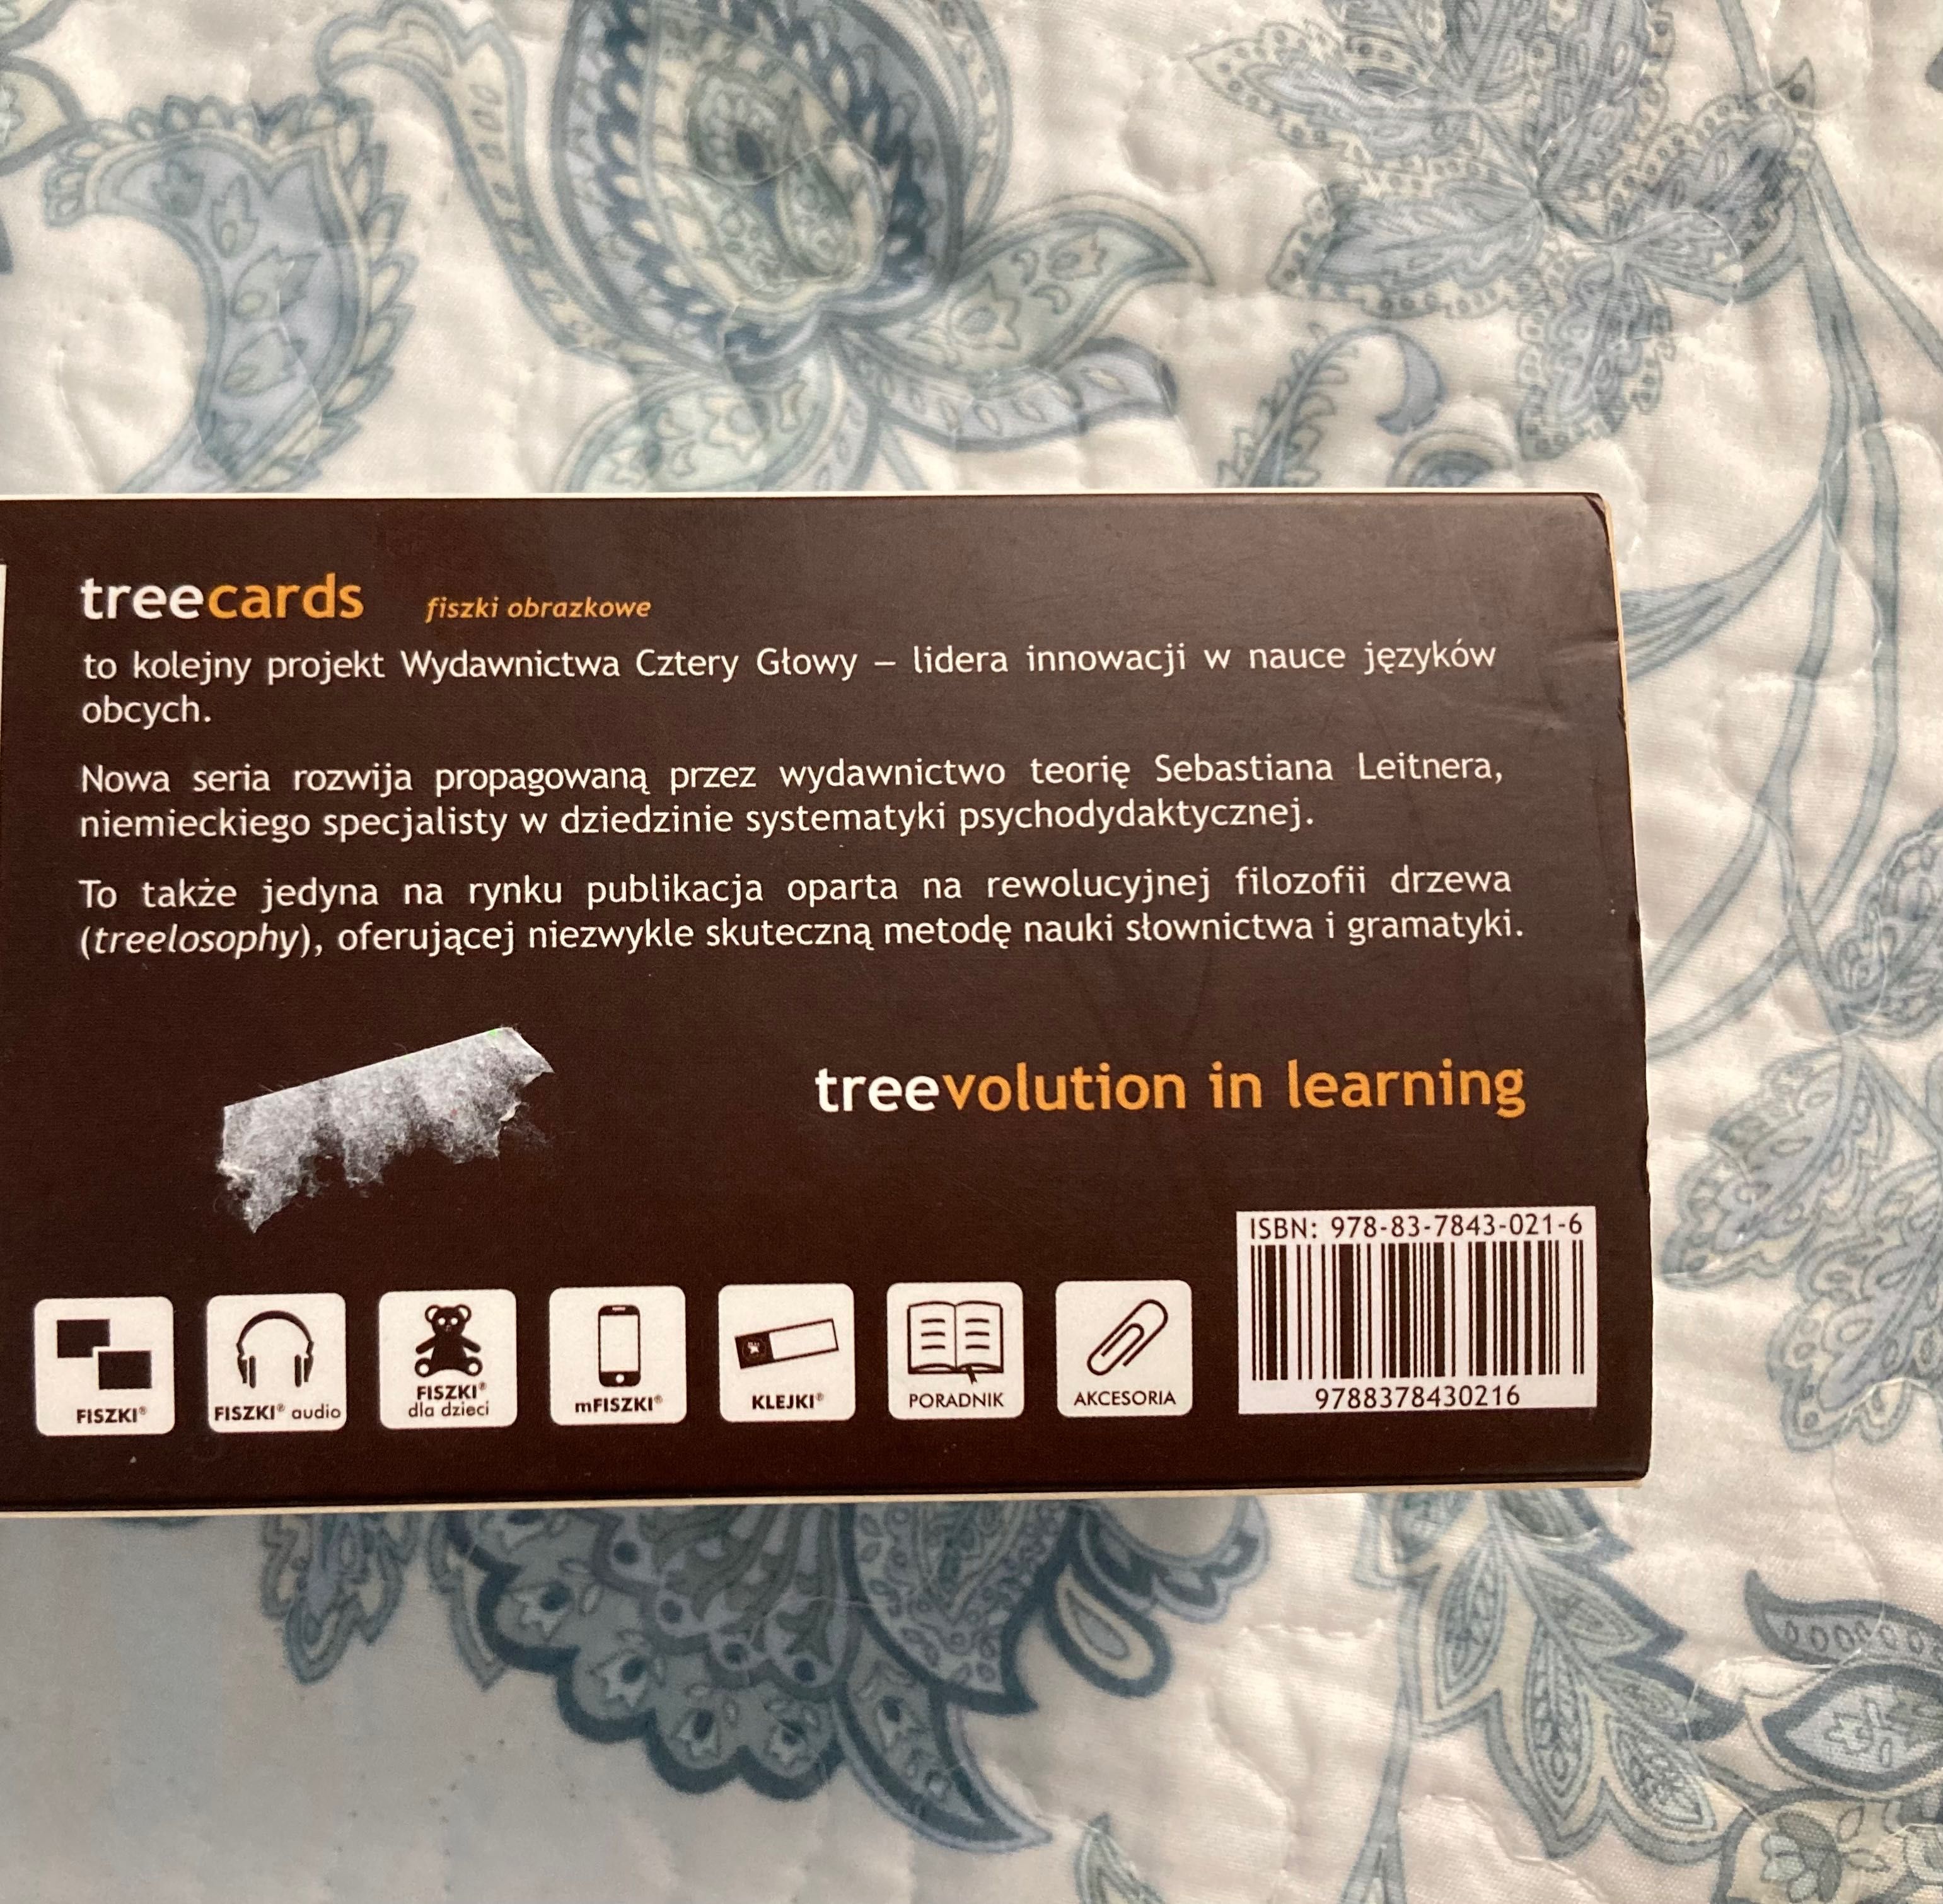 treecards fiszki obrazkowe
to kolejny projekt Wydawnictwa Cztery Głowy – lidera innowacji w nauce języków
obcych.
Nowa seria rozwija propagowaną przez wydawnictwo teorię Sebastiana Leitnera,
niemieckiego specjalisty w dziedzinie systematyki psychodydaktycznej.
To także jedyna na rynku publikacja oparta na rewolucyjnej filozofii drzewa
(treelosophy), oferującej niezwykle skuteczną metodę nauki słownictwa i gramatyki.
treevolution in learning
ISBN: 978-83-7843-021-6
9788378430216
FISZKI®
FISZKI® audio
FISZKI®
dla dzieci
mFISZKI®
KLEJKI®
PORADNIK
AKCESORIA